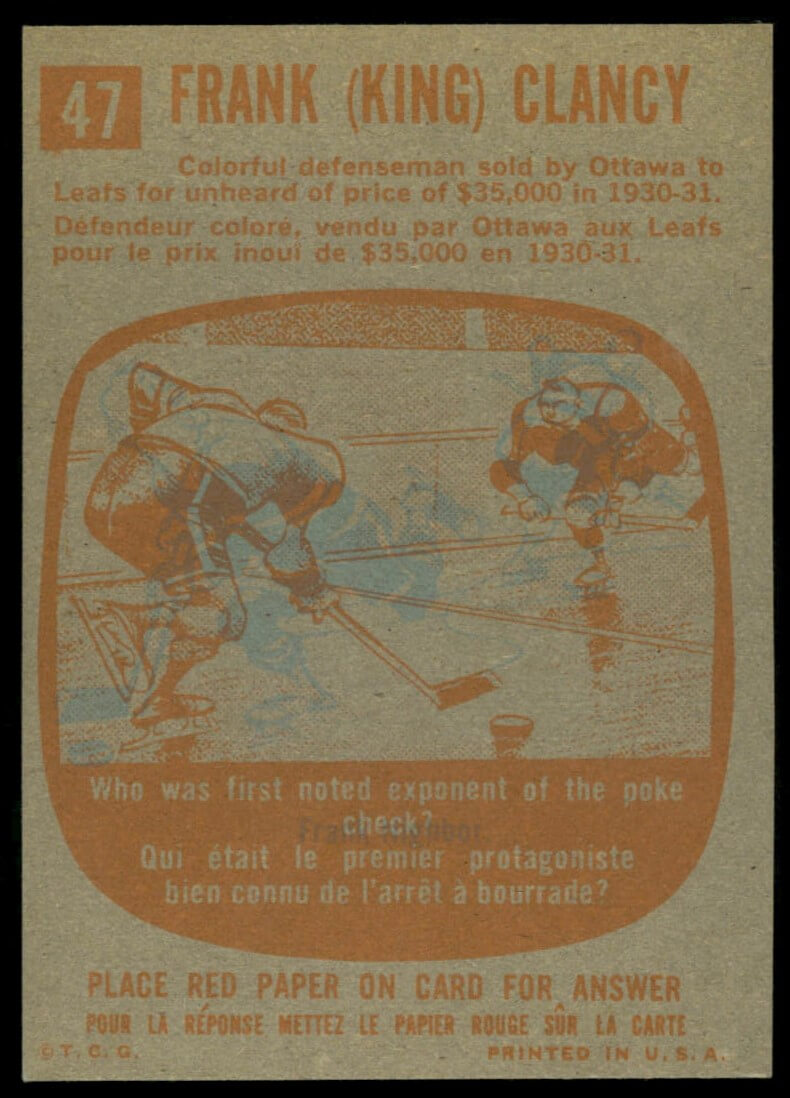 47 FRANK (KING) CLANCY
Colorful defenseman sold by Ottawa to
Leafs for unheard of price of $35,000 in 1930-31.
Défendeur coloré, vendu par Ottawa aux Leafs
pour le prix inouï de $35,000 en 1930-31.
Who was first noted exponent of the poke
check?
Frank Nighbor
Qui était le premier protagoniste
bien connu de l'arrêt à bourrade?
PLACE RED PAPER ON CARD FOR ANSWER
POUR LA RÉPONSE METTEZ LE PAPIER ROUGE SÛR LA CARTE
©T.C.G. PRINTED IN U.S.A.